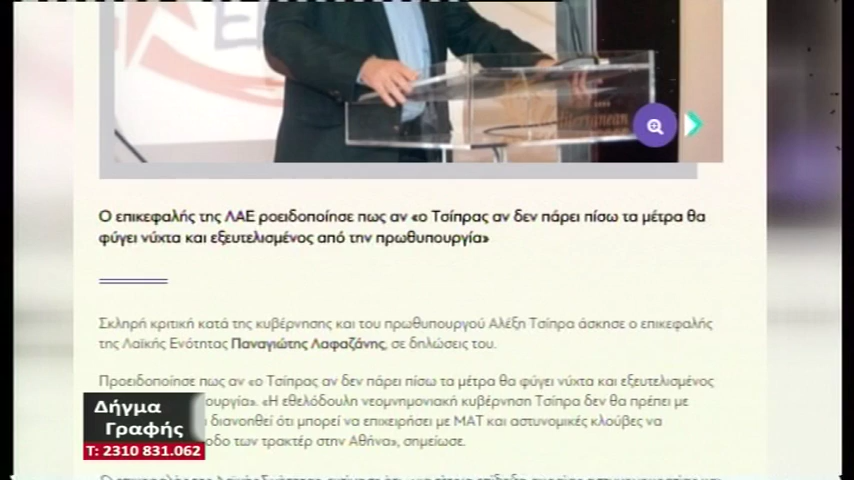 diterranean
Ο επικεφαλής της ΛΑΕ ροειδοποίησε πως αν «ο Τσίπρας αν δεν πάρει πίσω τα μέτρα θα
φύγει νύχτα και εξευτελισμένος από την πρωθυπουργία»
Σκληρή κριτική κατά της κυβέρνησης και του πρωθυπουργού Αλέξη Τσίπρα άσκησε ο επικεφαλής
της Λαϊκής Ενότητας Παναγιώτης Λαφαζάνης, σε δηλώσεις του.
Προειδοποίησε πως αν «ο Τσίπρας αν δεν πάρει πίσω τα μέτρα θα φύγει νύχτα και εξευτελισμένος
ουργία». «Η εθελόδουλη νεομνημονιακή κυβέρνηση Τσίπρα δεν θα πρέπει με
διανοηθεί ότι μπορεί να επιχειρήσει με ΜΑΤ και αστυνομικές κλούβες να
οδο των τρακτέρ στην Αθήνα», σημείωσε.
Δήγμα
Γραφής
Τ: 2310 831.062